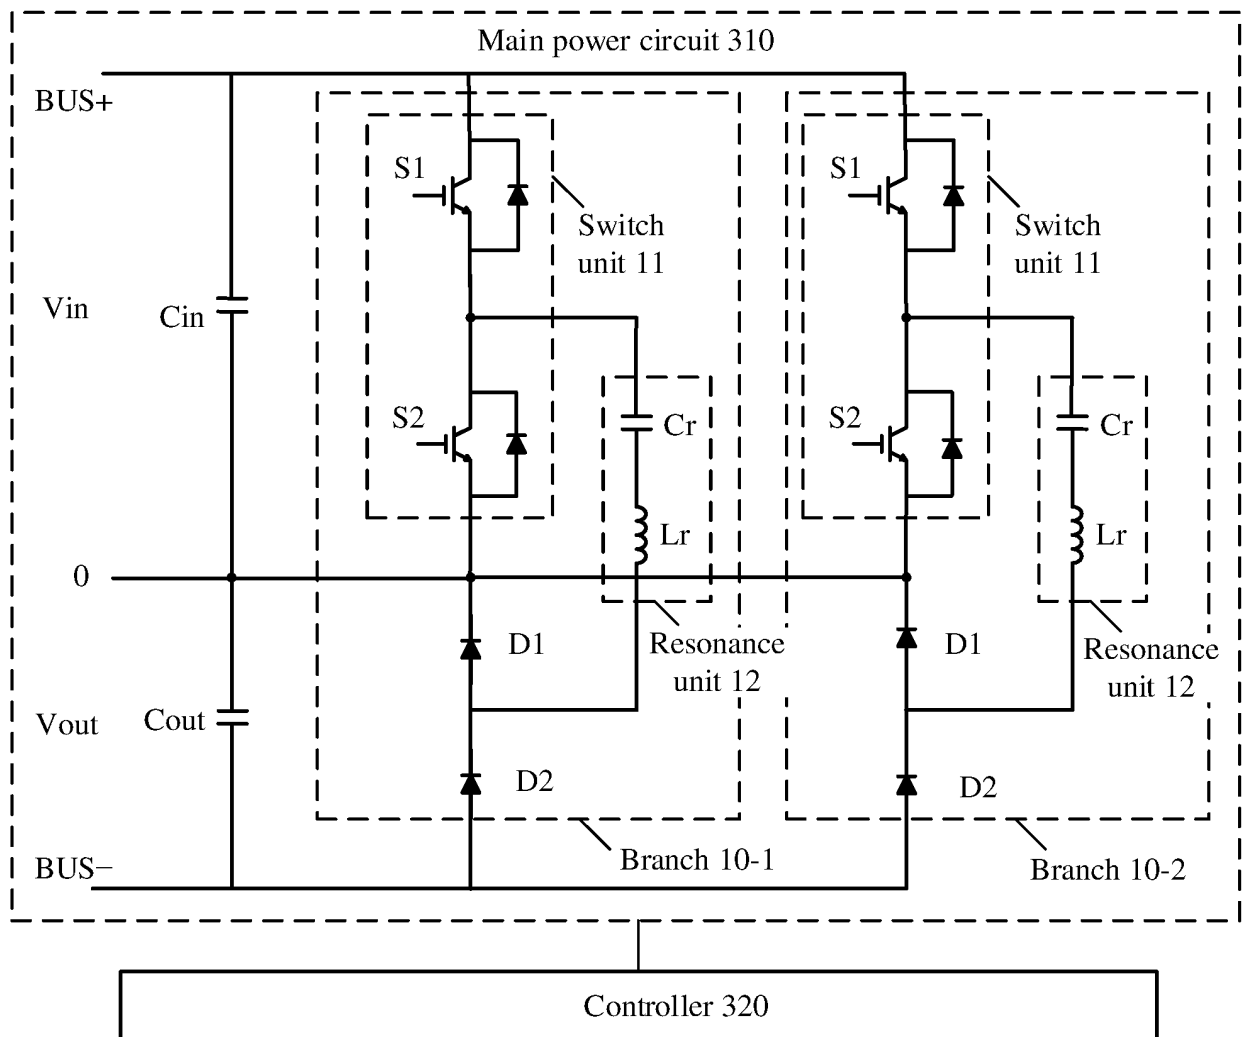 Main power circuit 310
BUS+
S1
S1
Switch
unit 11
Switch
unit 11
Vin
Cin
S2
Cr
S2
Cr
Lr
Lr
0
D1
Resonance
unit 12
D1
Resonance
unit 12
Vout
Cout
D2
D2
BUS−
Branch 10-1
Branch 10-2
Controller 320